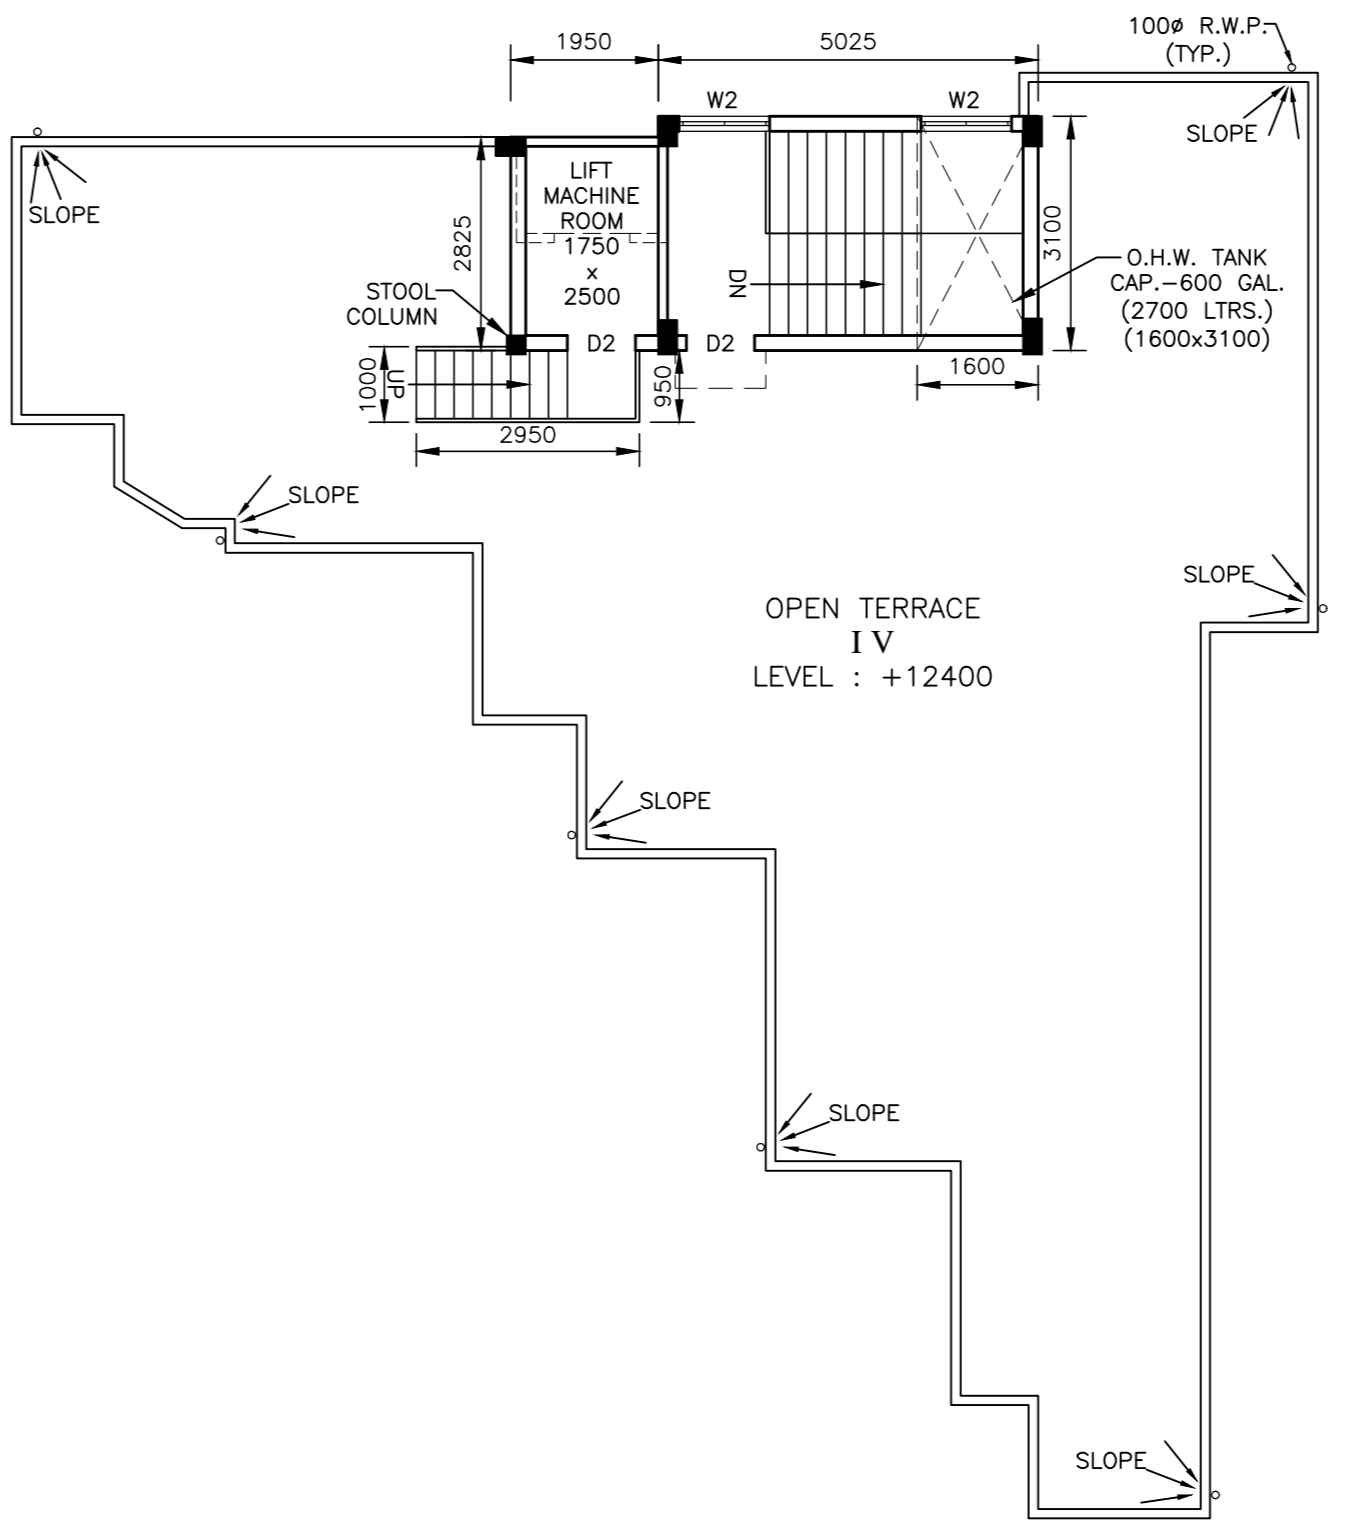 100ø R.W.P.
(TYP.)
1950
5025
W2
W2
SLOPE
SLOPE
LIFT
MACHINE
ROOM
1750
x
2500
2825
3100
DN
O.H.W. TANK
CAP.-600 GAL.
(2700 LTRS.)
(1600x3100)
STOOL
COLUMN
D2
D2
1000
UP
950
1600
2950
SLOPE
SLOPE
OPEN TERRACE
IV
LEVEL : +12400
SLOPE
SLOPE
SLOPE